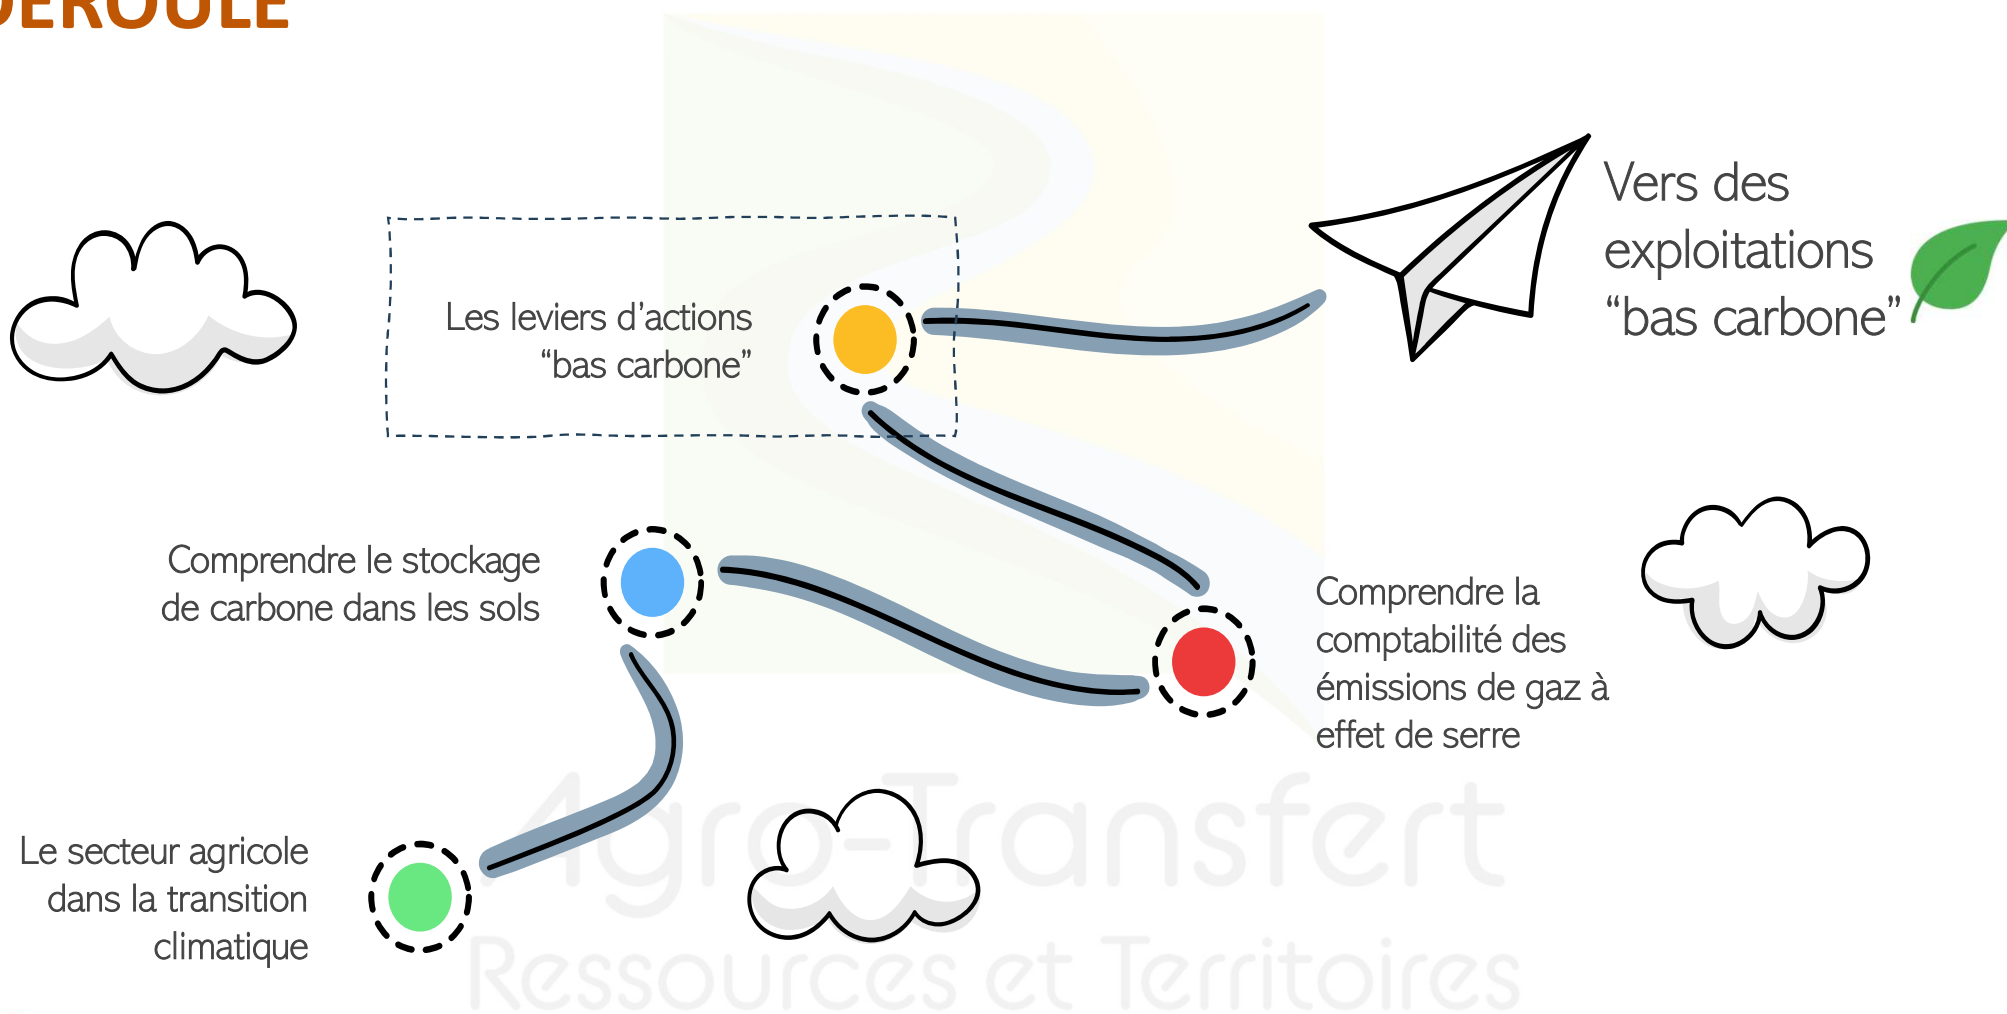 DÉROULÉ
Vers des
exploitations
“bas carbone”
Les leviers d’actions
“bas carbone”
Comprendre le stockage
de carbone dans les sols
Comprendre la
comptabilité des
émissions de gaz à
effet de serre
Le secteur agricole
dans la transition
climatique
Agro-Transfert
Ressources et Territoires